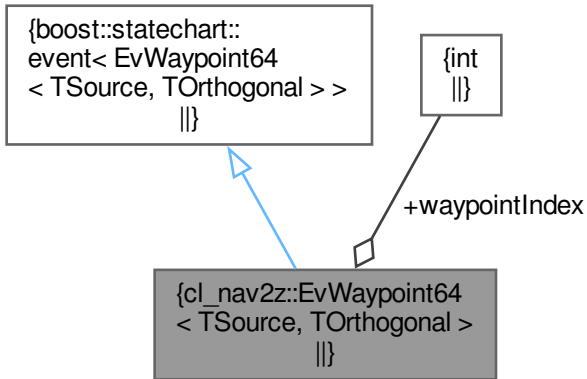 {boost::statechart::
event< EvWaypoint64
< TSource, TOrthogonal > >
||}
{int
||}
+waypointIndex
{cl_nav2z::EvWaypoint64
< TSource, TOrthogonal >
||}